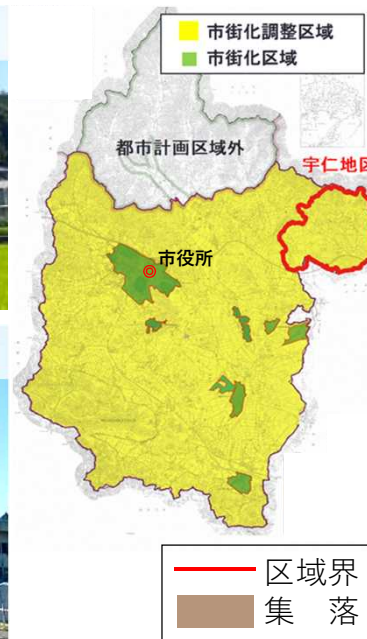 市街化調整区域
市街化区域
都市計画区域外
宇仁地区
市役所
区域界
集　落